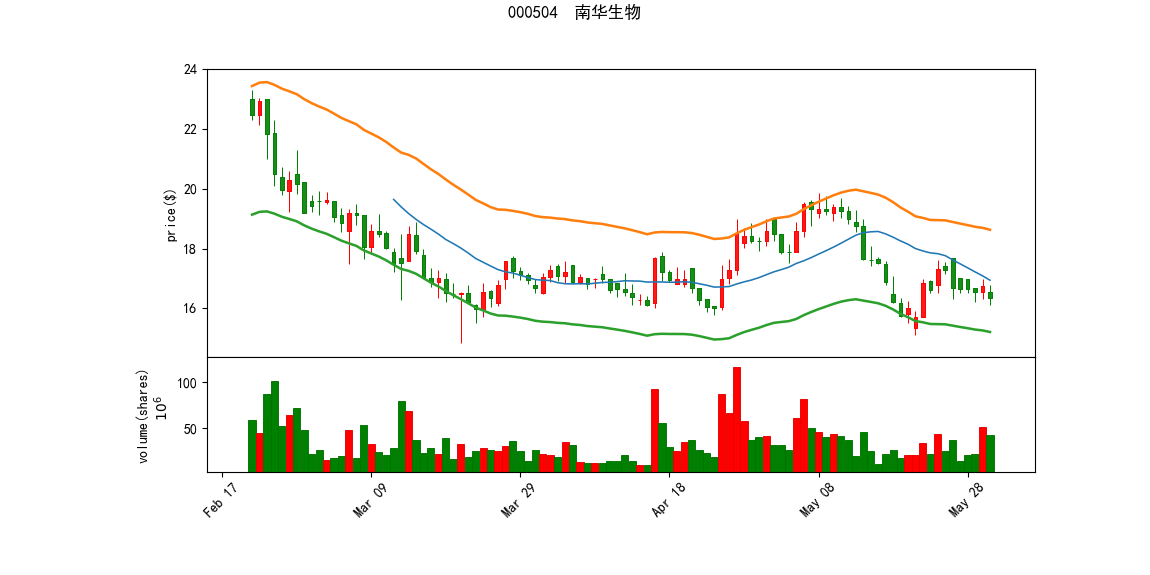 000504 南华生物
24
22
20
18
16
price($)
100
50
volume(shares)
10^6
Feb 17
Mar 09
Mar 29
Apr 18
May 08
May 28